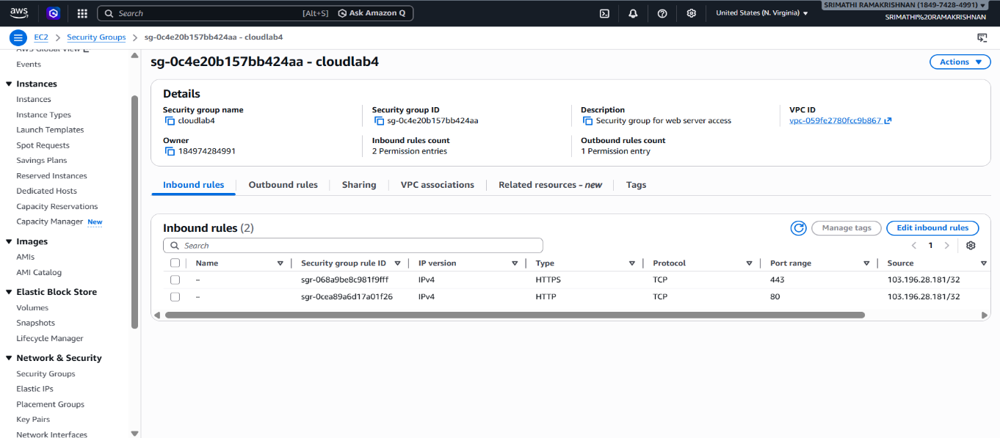 aws
Search [Alt+S] Ask Amazon Q
United States (N. Virginia)
SRIMATHI RAMAKRISHNAN (1849-7428-4991)
SRIMATHI%20RAMAKRISHNAN
EC2 > Security Groups > sg-0c4e20b157bb424aa - cloudlab4
AWS Global View
Events
Instances
Instances
Instance Types
Launch Templates
Spot Requests
Savings Plans
Reserved Instances
Dedicated Hosts
Capacity Reservations
Capacity Manager New
Images
AMIs
AMI Catalog
Elastic Block Store
Volumes
Snapshots
Lifecycle Manager
Network & Security
Security Groups
Elastic IPs
Placement Groups
Key Pairs
Network Interfaces
sg-0c4e20b157bb424aa - cloudlab4
Actions
Details
Security group name
cloudlab4
Security group ID
sg-0c4e20b157bb424aa
Description
Security group for web server access
VPC ID
vpc-059fe2780fcc9b867
Owner
184974284991
Inbound rules count
2 Permission entries
Outbound rules count
1 Permission entry
Inbound rules Outbound rules Sharing VPC associations Related resources - new Tags
Inbound rules (2)
Manage tags
Edit inbound rules
Search
< 1 >
Name Security group rule ID IP version Type Protocol Port range Source
– sgr-068a9be8c981f9fff IPv4 HTTPS TCP 443 103.196.28.181/32
– sgr-0cea89a6d17a01f26 IPv4 HTTP TCP 80 103.196.28.181/32